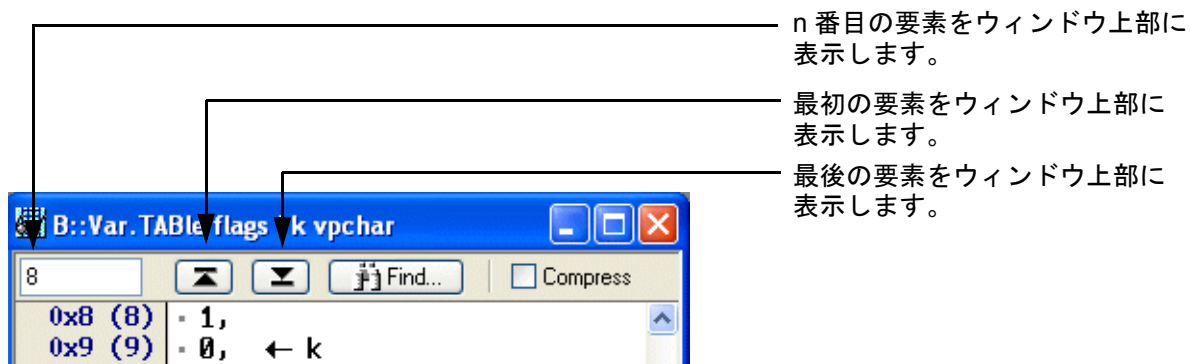 n 番目の要素をウィンドウ上部に
表示します。
最初の要素をウィンドウ上部に
表示します。
最後の要素をウィンドウ上部に
表示します。
B::Var.TABle flags k vpchar
8
Find...
Compress
0x8 (8) 1,
0x9 (9) 0, ← k